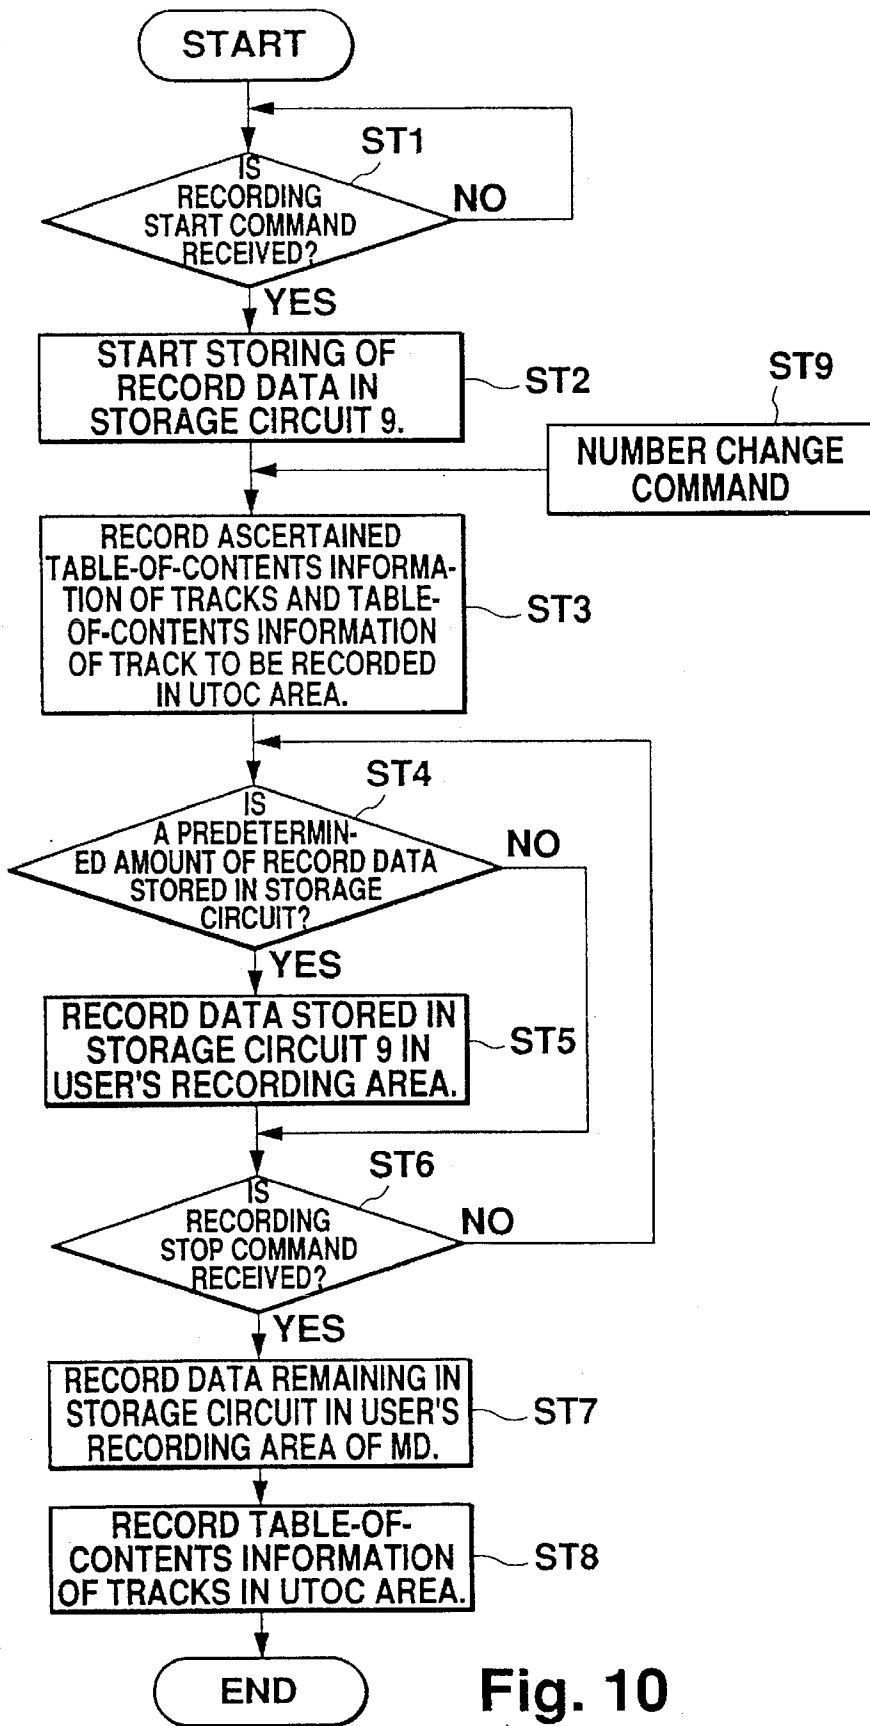 START
ST1
IS
RECORDING
START COMMAND
RECEIVED?
NO
YES
START STORING OF
RECORD DATA IN
STORAGE CIRCUIT 9.
ST2
ST9
NUMBER CHANGE
COMMAND
RECORD ASCERTAINED
TABLE-OF-CONTENTS INFORMA-
TION OF TRACKS AND TABLE-
OF-CONTENTS INFORMATION
OF TRACK TO BE RECORDED
IN UTOC AREA.
ST3
ST4
IS
A PREDETERMIN-
ED AMOUNT OF RECORD DATA
STORED IN STORAGE
CIRCUIT?
NO
YES
RECORD DATA STORED IN
STORAGE CIRCUIT 9 IN
USER'S RECORDING AREA.
ST5
ST6
IS
RECORDING
STOP COMMAND
RECEIVED?
NO
YES
RECORD DATA REMAINING IN
STORAGE CIRCUIT IN USER'S
RECORDING AREA OF MD.
ST7
RECORD TABLE-OF-
CONTENTS INFORMATION
OF TRACKS IN UTOC AREA.
ST8
END
Fig. 10